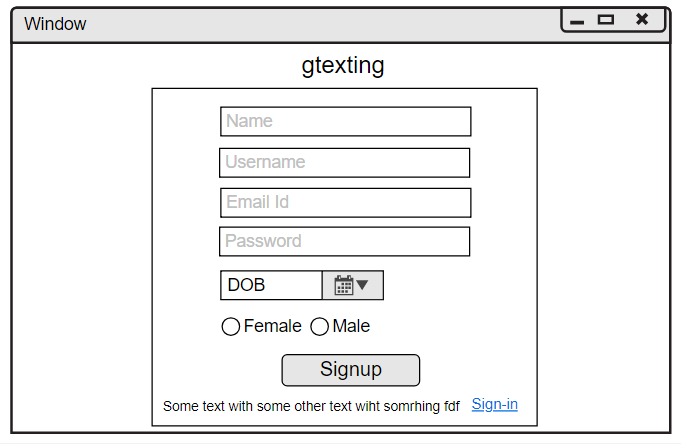 Window
gtexting
Name
Username
Email Id
Password
DOB
Female Male
Signup
Some text with some other text wiht somrhing fdf Sign-in